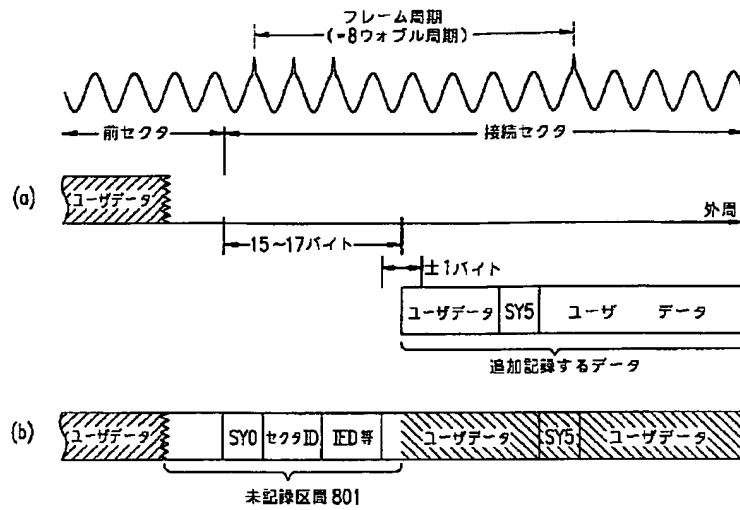 フレーム周期
(=8ウォブル周期)
前セクタ
接続セクタ
(a)
ユーザデータ
外周
15~17バイト
±1バイト
ユーザデータ SY5 ユーザ データ
追加記録するデータ
(b)
ユーザデータ SY0 セクタID IED等 ユーザデータ SY5 ユーザデータ
未記録区間801